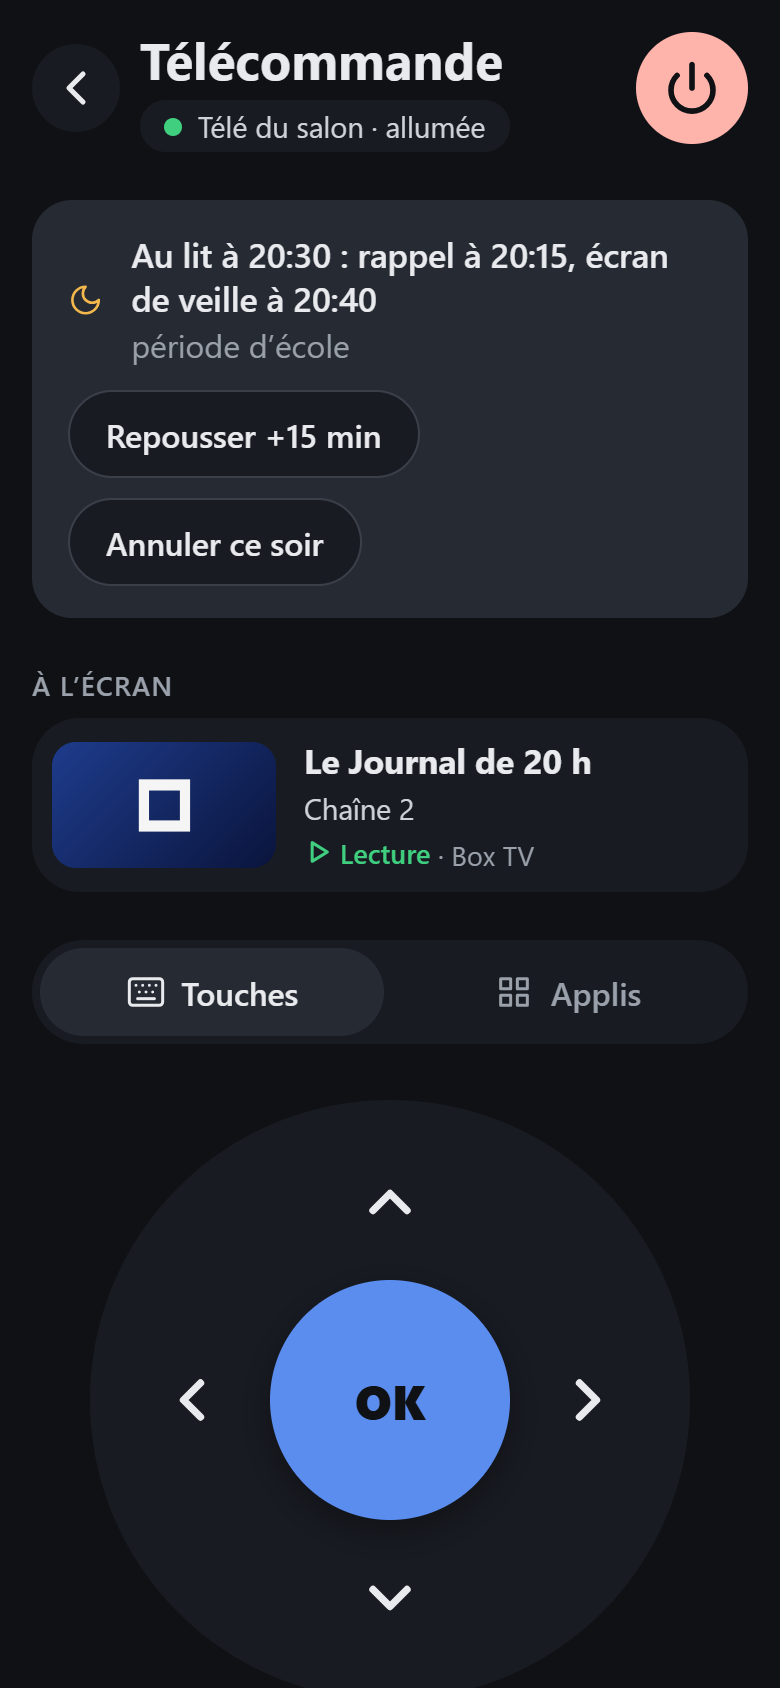 Télécommande
Télé du salon · allumée
Au lit à 20:30 : rappel à 20:15, écran
de veille à 20:40
période d’école
Repousser +15 min
Annuler ce soir
À L’ÉCRAN
Le Journal de 20 h
Chaîne 2
Lecture · Box TV
Touches
Applis
OK